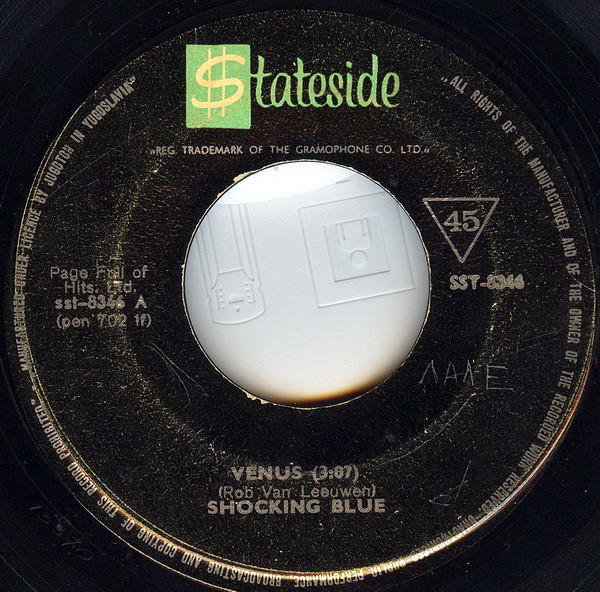 $tateside
„REG. TRADEMARK OF THE GRAMOPHONE CO. LTD.“
45
SST-8346
Page Full of
Hits. Ltd.
sst-8346 A
(pen 702 1f)
VENUS (3:07)
(Rob Van Leeuwen)
SHOCKING BLUE
MANUFACTURED UNDER LICENCE BY JUGOTON IN YUGOSLAVIA“
„ALL RIGHTS OF THE MANUFACTURER AND OF THE OWNER OF THE RECORDED WORK RESERVED.
PUBLIC PERFORMANCE BROADCASTING AND COPYING OF THIS RECORD PROHIBITED“